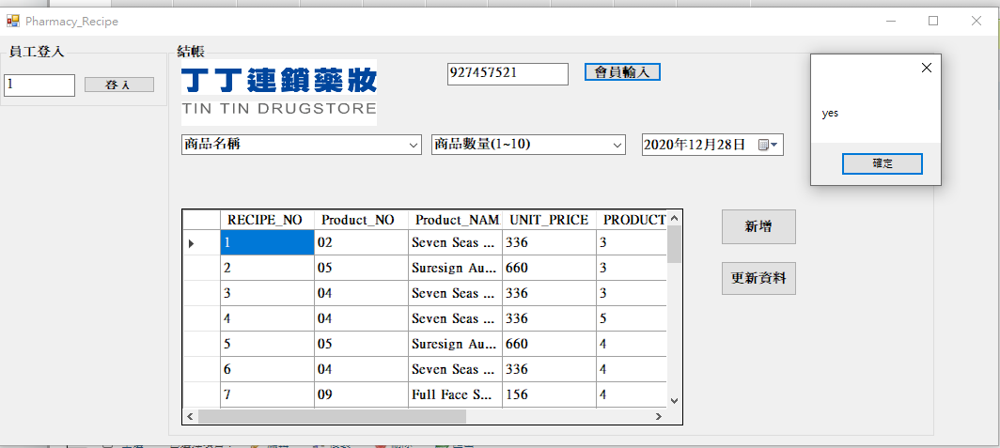 Pharmacy_Recipe
員工登入
1
登入
結帳
丁丁連鎖藥妝
TIN TIN DRUGSTORE
927457521
會員輸入
商品名稱
商品數量(1~10)
2020年12月28日
yes
確定
RECIPE_NO Product_NO Product_NAM UNIT_PRICE PRODUCT
1 02 Seven Seas ... 336 3
2 05 Suresign Au... 660 3
3 04 Seven Seas ... 336 3
4 04 Seven Seas ... 336 5
5 05 Suresign Au... 660 4
6 04 Seven Seas ... 336 4
7 09 Full Face S... 156 4
新增
更新資料